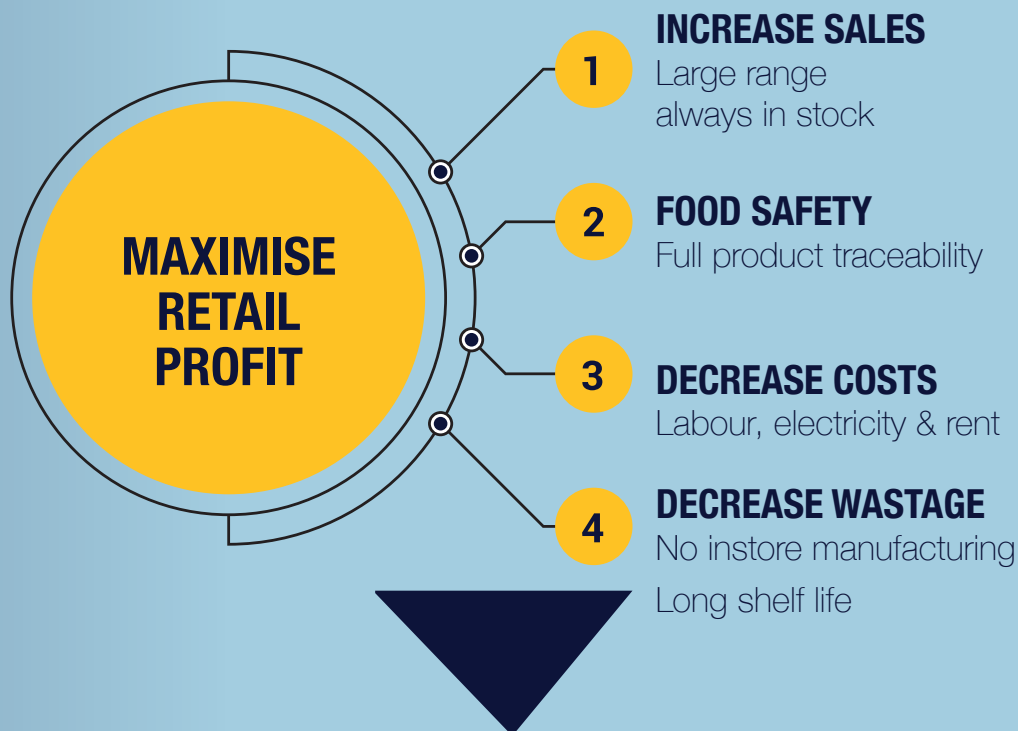 MAXIMISE
RETAIL
PROFIT
1
INCREASE SALES
Large range
always in stock
2
FOOD SAFETY
Full product traceability
3
DECREASE COSTS
Labour, electricity & rent
4
DECREASE WASTAGE
No instore manufacturing
Long shelf life